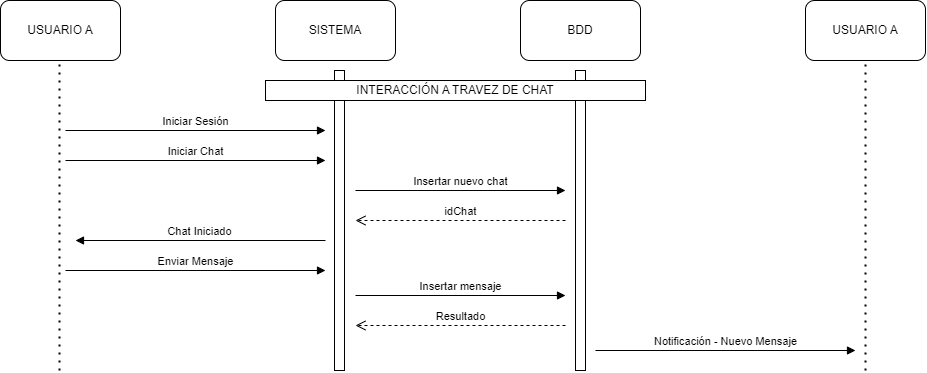 USUARIO A
SISTEMA
BDD
USUARIO A
INTERACCIÓN A TRAVEZ DE CHAT
Iniciar Sesión
Iniciar Chat
Insertar nuevo chat
idChat
Chat Iniciado
Enviar Mensaje
Insertar mensaje
Resultado
Notificación - Nuevo Mensaje